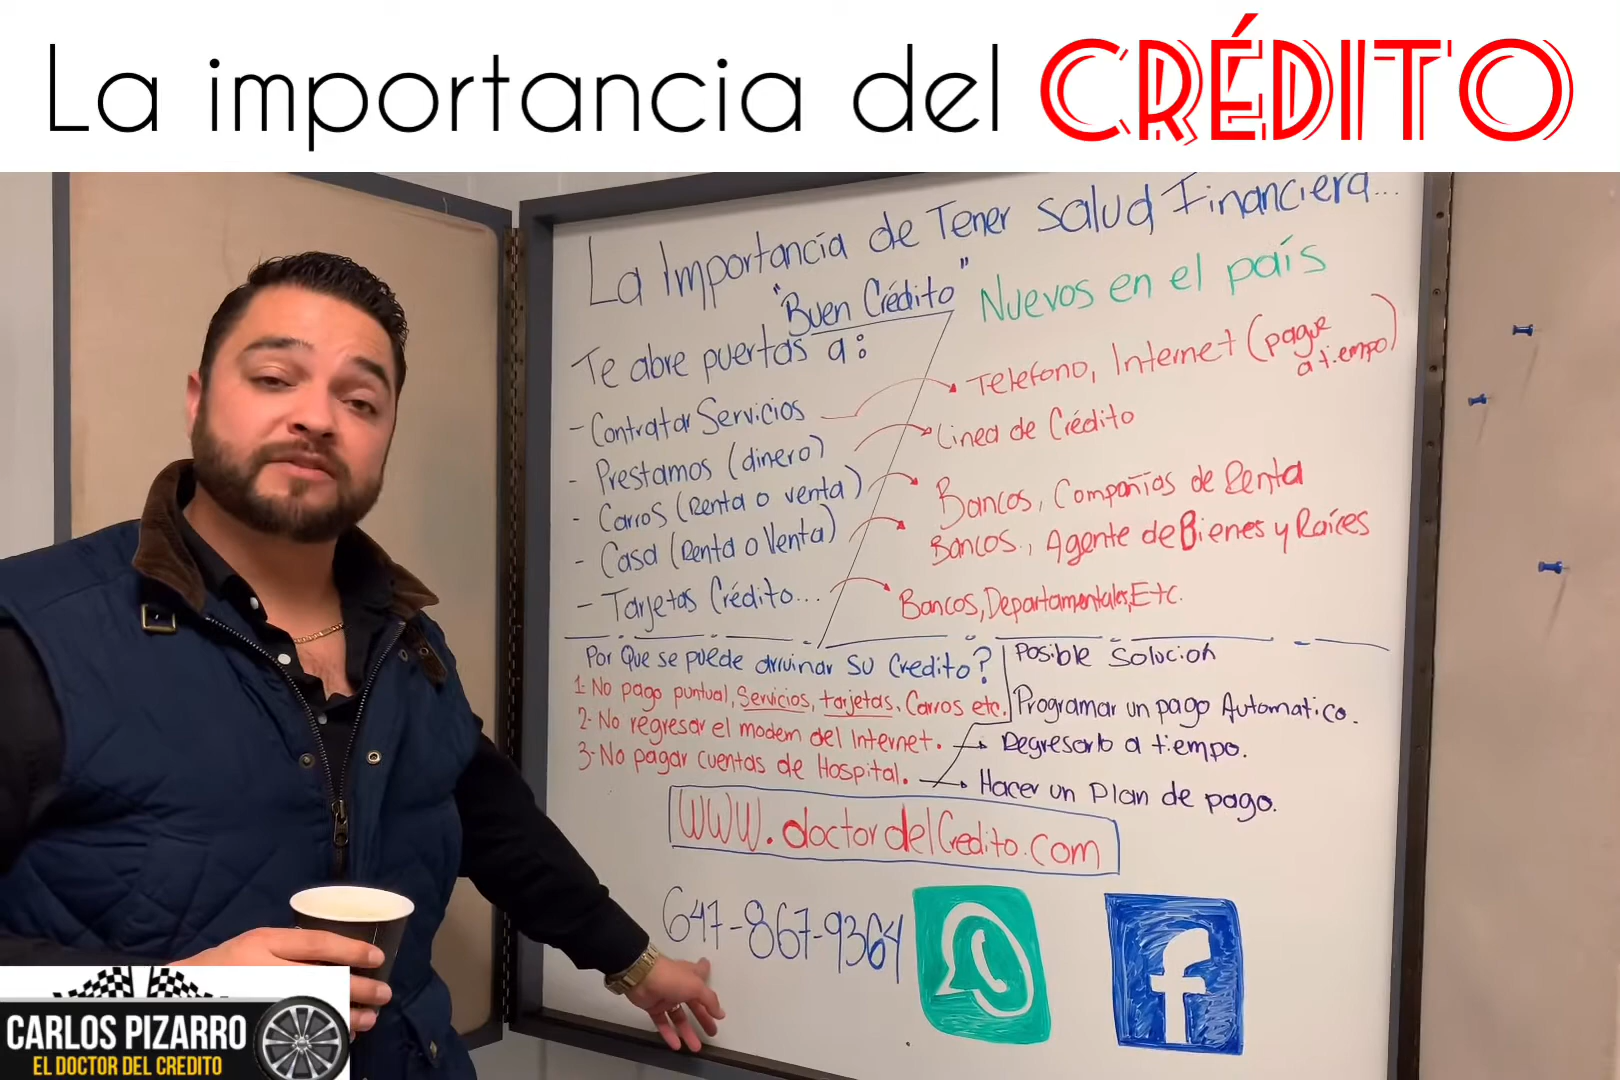 La importancia del CRÉDITO
La Importancía de Tener salud Financiera...
"Buen Crédito"
Nuevos en el país
Te abre puertas a:
- Contratar Servicios
Telefono, Internet (pague a tiempo)
- Prestamos (dinero)
Linea de Crédito
- Carros (Renta o venta)
Bancos, Compañias de Renta
- Casa (Renta o Venta)
Bancos., Agente de Bienes y Raíces
- Tarjetas Crédito...
Bancos, Departamentales, Etc.
Por Que se puede arruinar su Credito?
Posible Solucion
1- No pago puntual, Servicios, tarjetas, Carros etc.
Programar un pago Automatico.
2- No regresar el modem del Internet.
Regresarlo a tiempo.
3- No pagar cuentas de Hospital.
Hacer un Plan de pago.
WWW.doctordelCredito.com
647-867-9364
CARLOS PIZARRO
EL DOCTOR DEL CREDITO